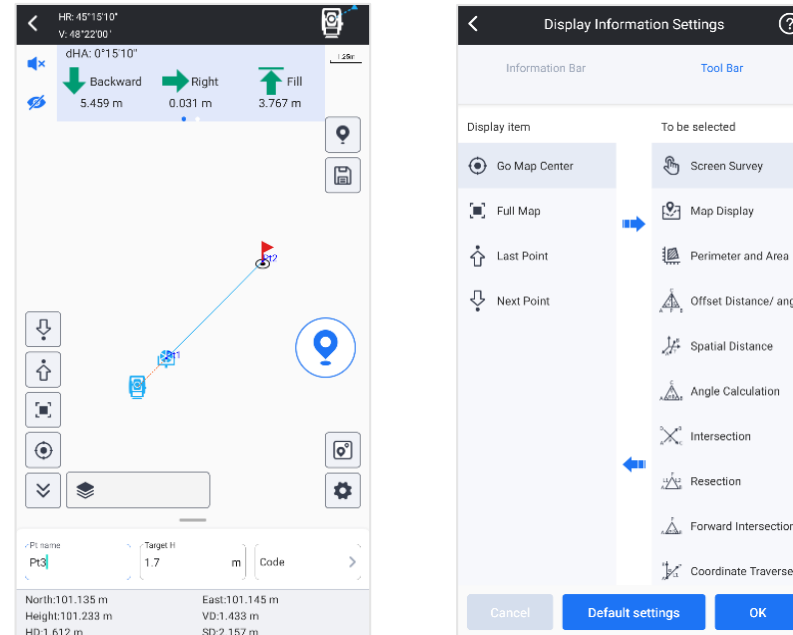 HR: 45°15'10"
V: 48°22'00"
dHA: 0°15'10"
Backward
Right
Fill
5.459 m
0.031 m
3.767 m
1.25m
Pt2
Pt1
Pt name
Target H
Pt3
1.7
m
Code
North:101.135 m
East:101.145 m
Height:101.233 m
VD:1.433 m
HD:1.612 m
SD:2.157 m
Display Information Settings
Information Bar
Tool Bar
Display item
To be selected
Go Map Center
Screen Survey
Full Map
Map Display
Last Point
Perimeter and Area
Next Point
Offset Distance/ ang
Spatial Distance
Angle Calculation
Intersection
Resection
Forward Intersection
Coordinate Traverse
Cancel
Default settings
OK